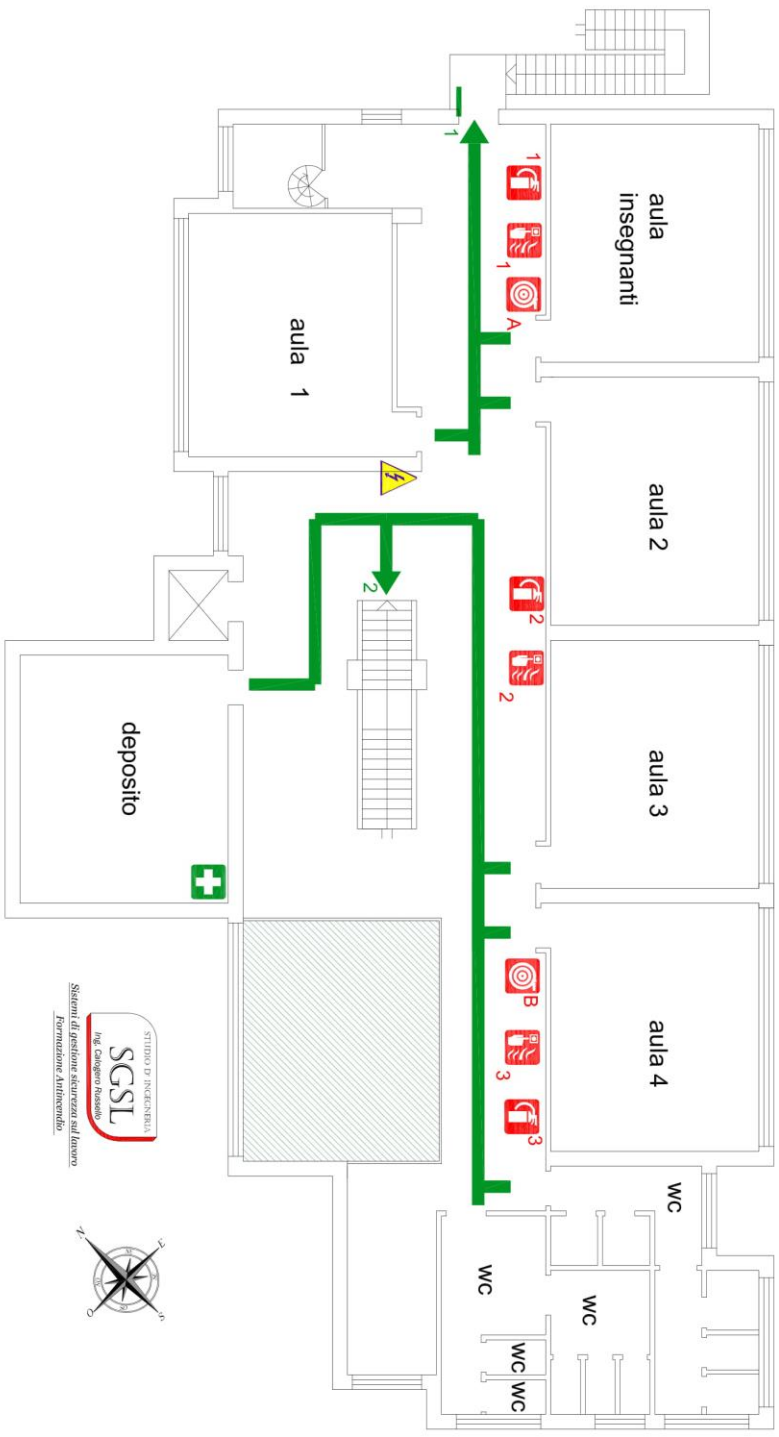 aula
insegnanti
aula 2
aula 3
aula 4
1
1
A
2
2
B
3
3
1
2
aula 1
deposito
wc
wc
wc
wc
wc
STUDIO D' INGEGNERIA
SGSL
Ing. Calogero Russello
Sistemi di gestione sicurezza sul lavoro
Formazione Antincendio
N
E
S
O